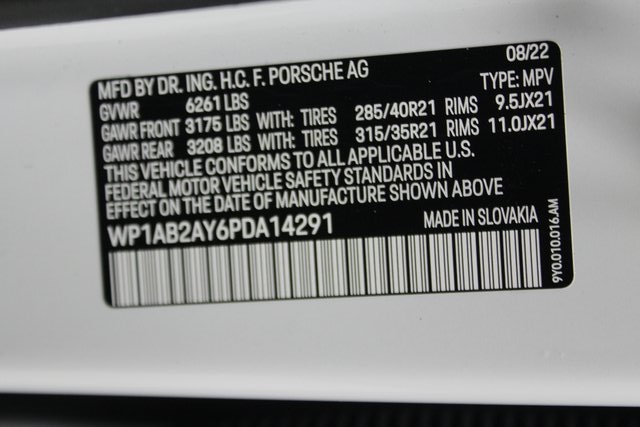 MFD BY DR. ING. H.C. F. PORSCHE AG 08/22
GVWR 6261 LBS TYPE: MPV
GAWR FRONT 3175 LBS WITH: TIRES 285/40R21 RIMS 9.5JX21
GAWR REAR 3208 LBS WITH: TIRES 315/35R21 RIMS 11.0JX21
THIS VEHICLE CONFORMS TO ALL APPLICABLE U.S.
FEDERAL MOTOR VEHICLE SAFETY STANDARDS IN
EFFECT ON THE DATE OF MANUFACTURE SHOWN ABOVE
WP1AB2AY6PDA14291 MADE IN SLOVAKIA
9Y0.010.016.AM